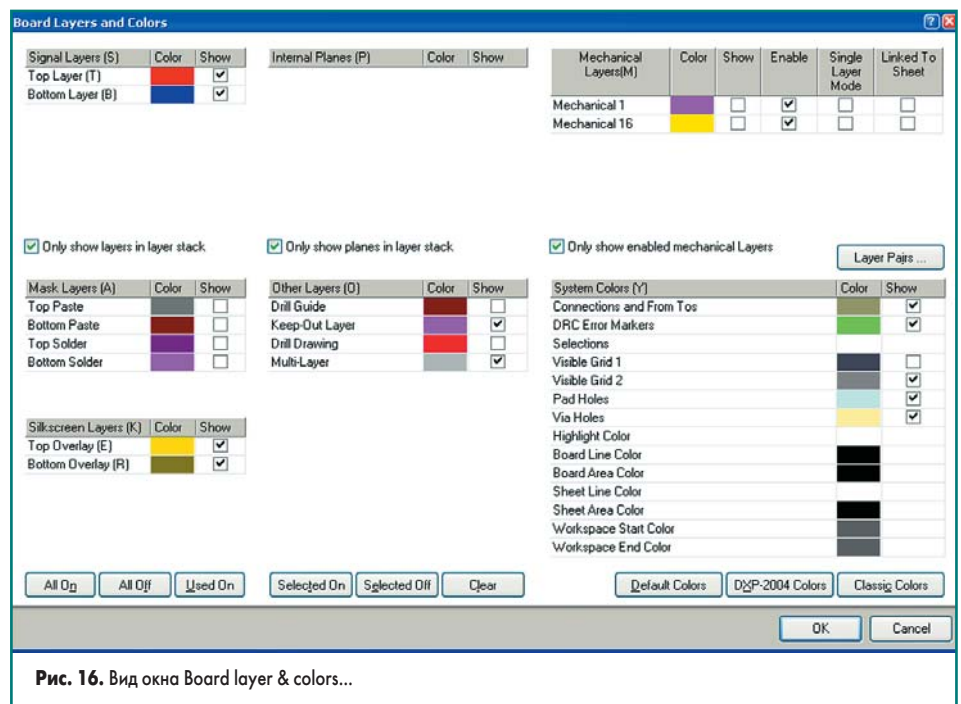 Board Layers and Colors
Signal Layers (S) Color Show
Top Layer (T)
Bottom Layer (B)
Internal Planes (P) Color Show
Mechanical Layers(M) Color Show Enable Single Layer Mode Linked To Sheet
Mechanical 1
Mechanical 16
Only show layers in layer stack
Only show planes in layer stack
Only show enabled mechanical Layers
Layer Pairs ...
Mask Layers (A) Color Show
Top Paste
Bottom Paste
Top Solder
Bottom Solder
Other Layers (O) Color Show
Drill Guide
Keep-Out Layer
Drill Drawing
Multi-Layer
System Colors (Y) Color Show
Connections and From Tos
DRC Error Markers
Selections
Visible Grid 1
Visible Grid 2
Pad Holes
Via Holes
Highlight Color
Board Line Color
Board Area Color
Sheet Line Color
Sheet Area Color
Workspace Start Color
Workspace End Color
Silkscreen Layers (K) Color Show
Top Overlay (E)
Bottom Overlay (R)
All On All Off Used On
Selected On Selected Off Clear
Default Colors DXP-2004 Colors Classic Colors
OK Cancel
Рис. 16. Вид окна Board layer & colors...